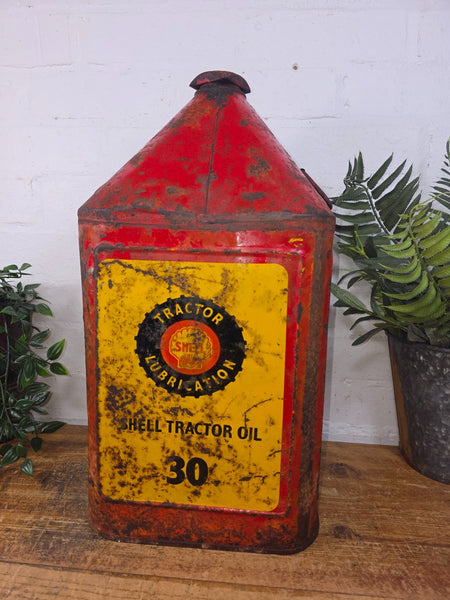 TRACTOR
SHELL
LUBRICATION
SHELL TRACTOR OIL
30